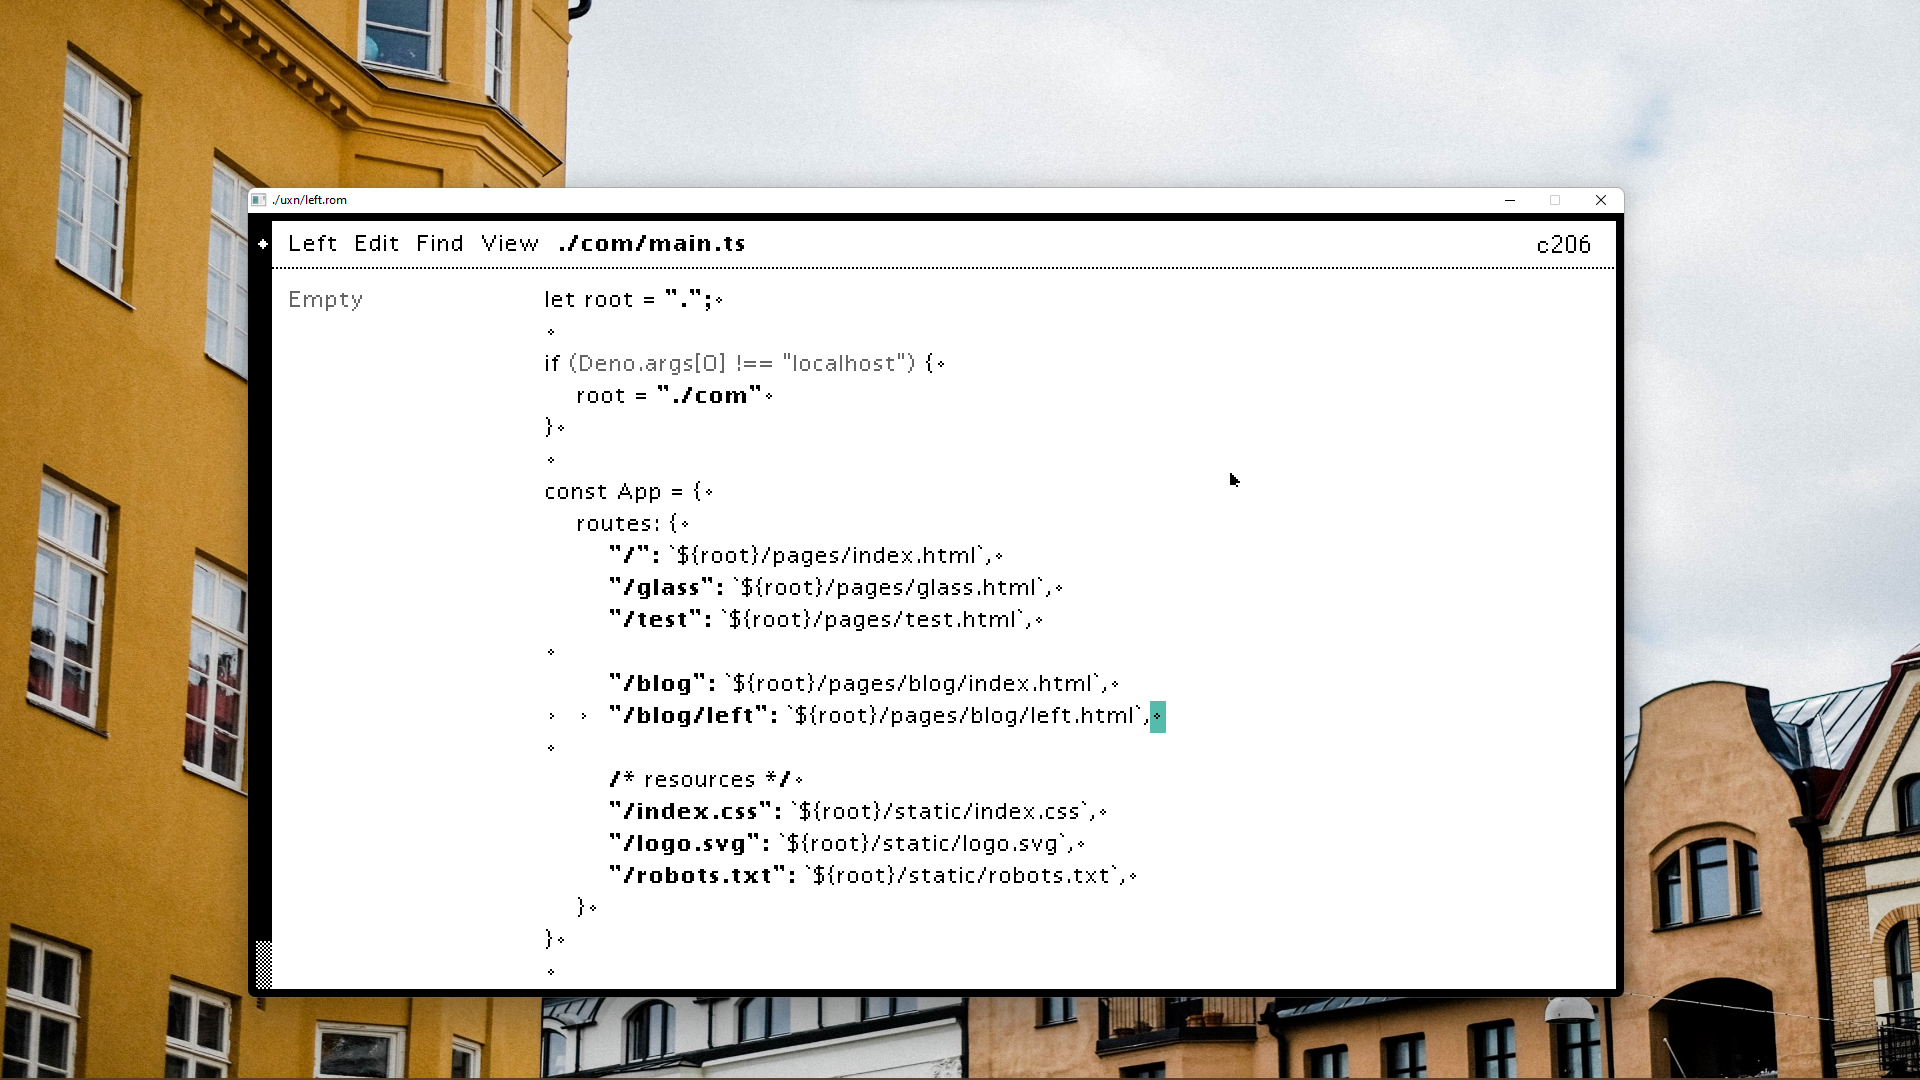 ./uxn/left.rom
Left Edit Find View ./com/main.ts c206
Empty
let root = ".";
if (Deno.args[0] !== "localhost") {
root = "./com"
}
const App = {
routes: {
"/": `${root}/pages/index.html`,
"/glass": `${root}/pages/glass.html`,
"/test": `${root}/pages/test.html`,
"/blog": `${root}/pages/blog/index.html`,
"/blog/left": `${root}/pages/blog/left.html`,
/* resources */
"/index.css": `${root}/static/index.css`,
"/logo.svg": `${root}/static/logo.svg`,
"/robots.txt": `${root}/static/robots.txt`,
}
}